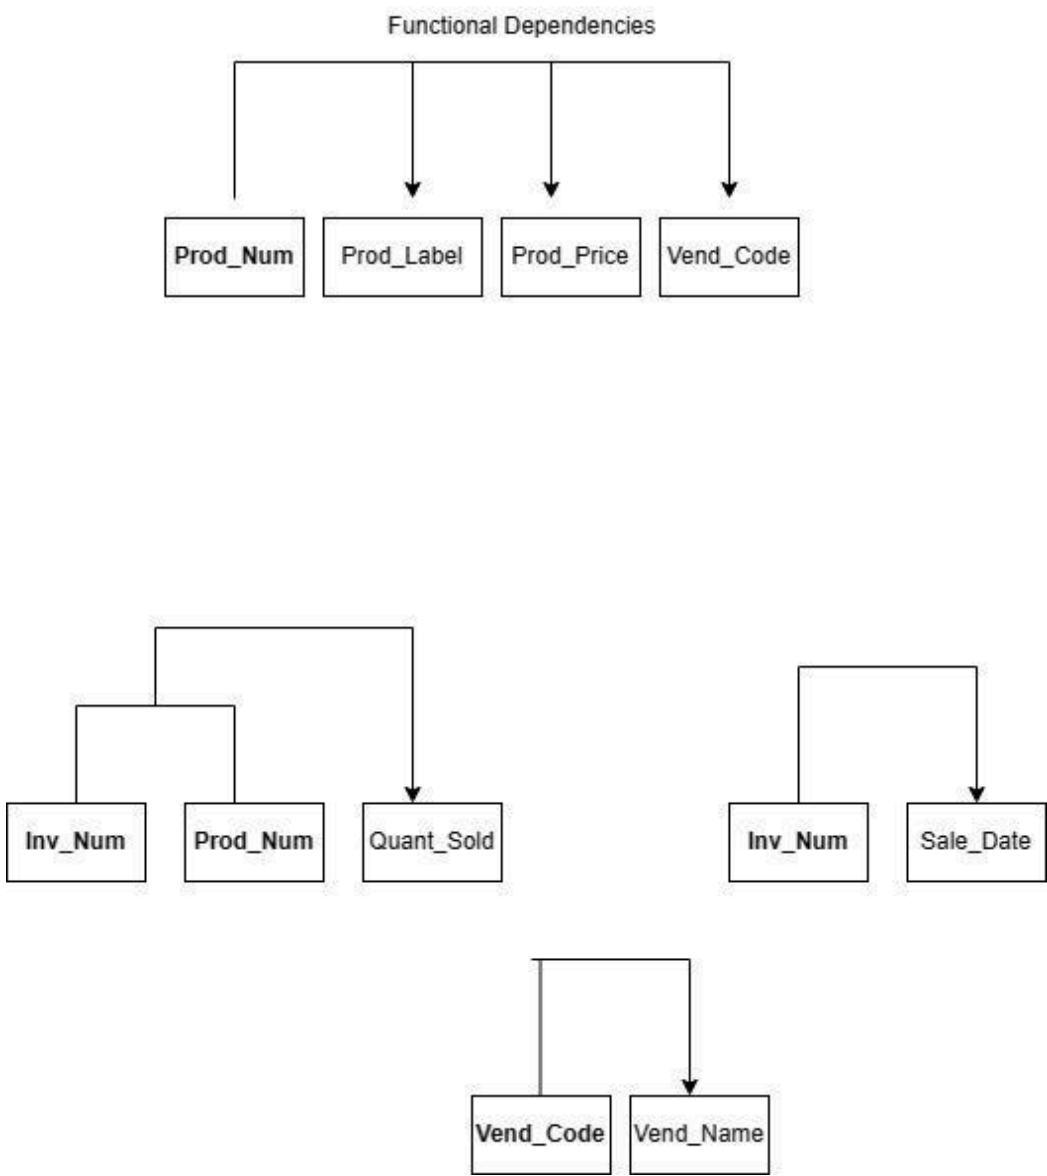 Functional Dependencies
Prod_Num Prod_Label Prod_Price Vend_Code
Inv_Num Prod_Num Quant_Sold Inv_Num Sale_Date
Vend_Code Vend_Name